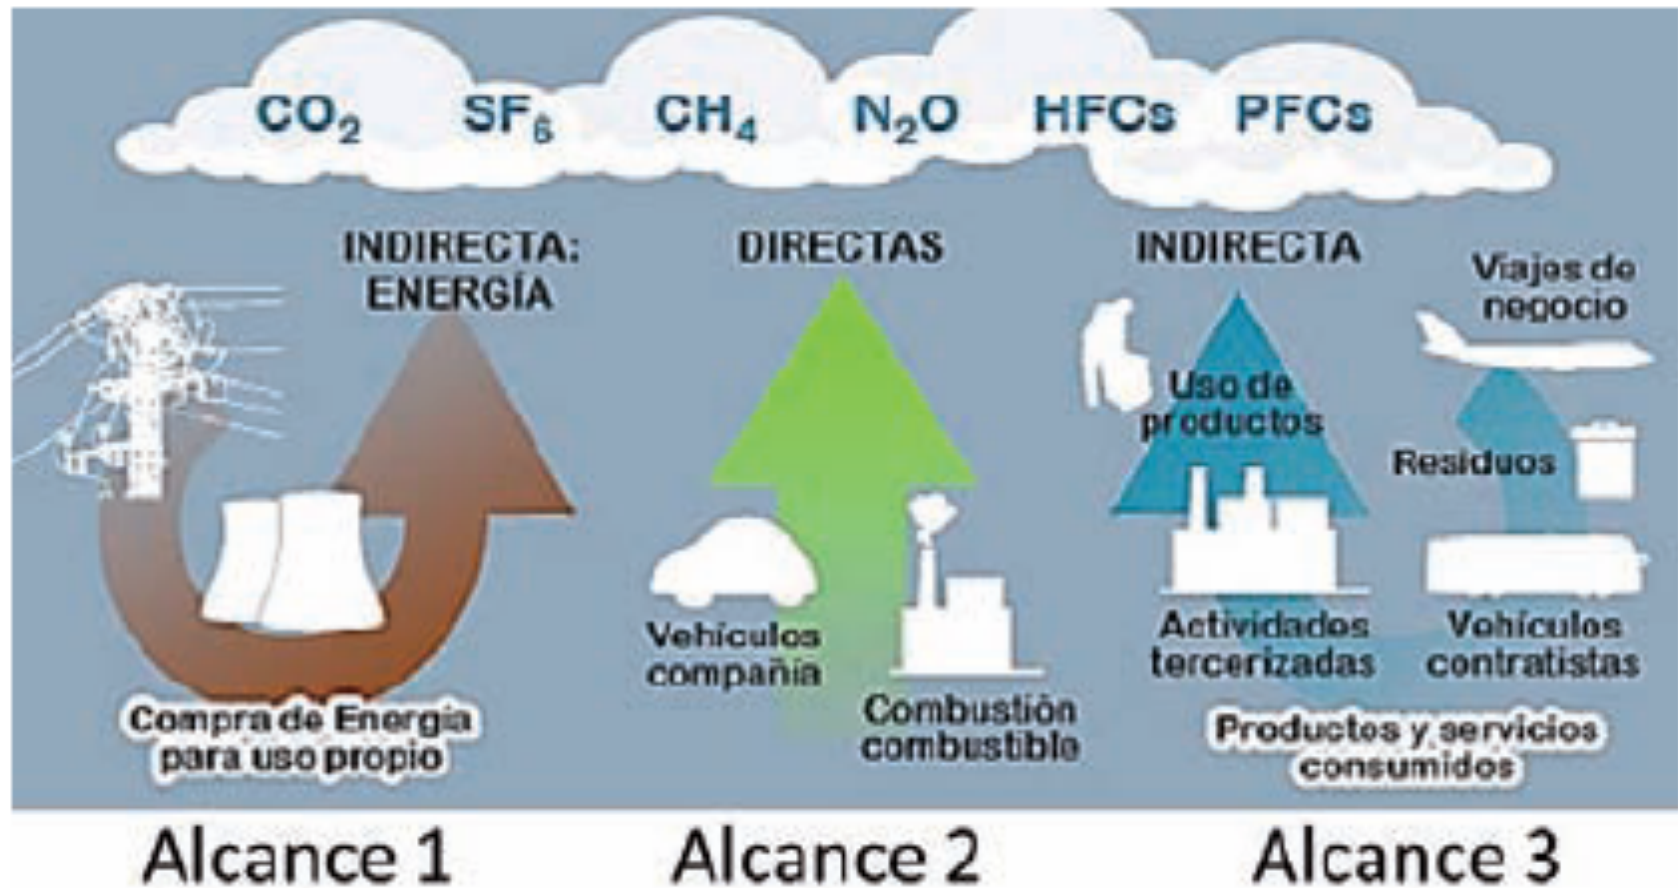 CO₂ SF₆ CH₄ N₂O HFCs PFCs
INDIRECTA:
ENERGÍA
Compra de Energía
para uso propio
DIRECTAS
Vehículos
compañia
Combustión
combustible
INDIRECTA
Uso de
productos
Viajes de
negocio
Residuos
Actividades
tercerizadas
Vehículos
contratistas
Productos y servicios
consumidos
Alcance 1 Alcance 2 Alcance 3